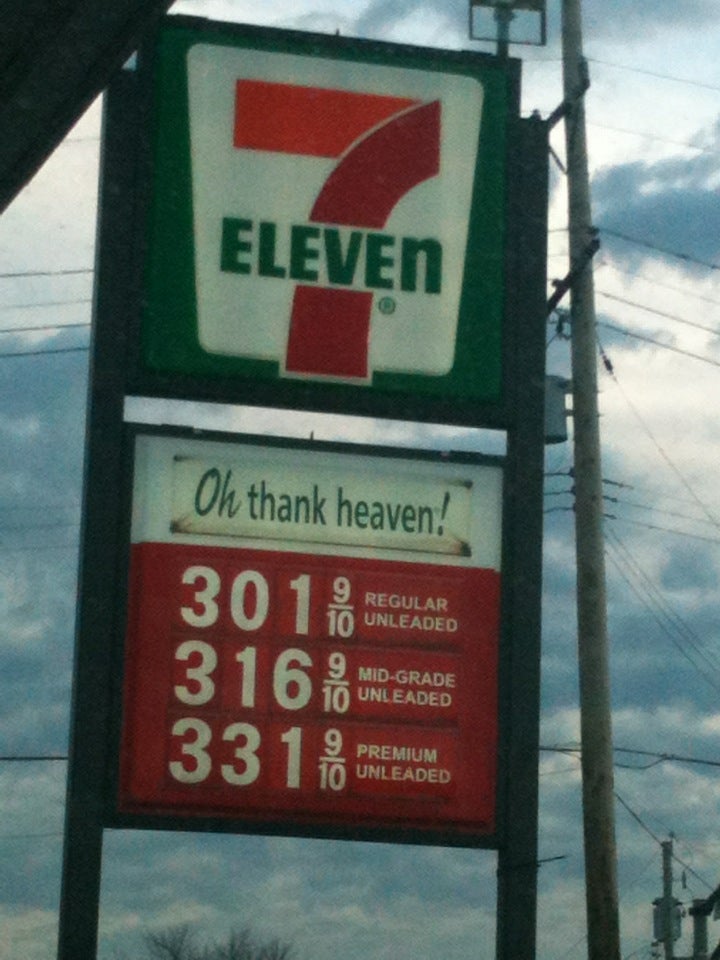 7
ELEVEn
®
Oh thank heaven!
301 9/10 REGULAR
UNLEADED
316 9/10 MID-GRADE
UNLEADED
331 9/10 PREMIUM
UNLEADED